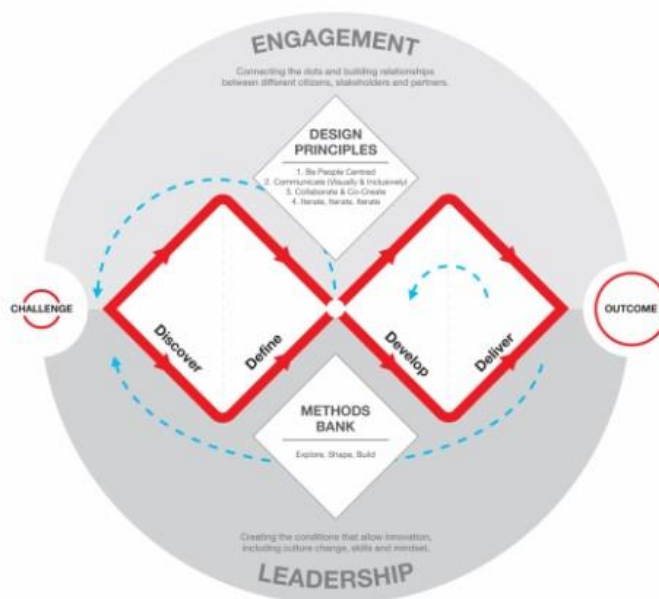 ENGAGEMENT
Connecting the dots and building relationships
between different citizens, stakeholders and partners.
DESIGN
PRINCIPLES
1. Be People Centred
2. Communicate (Visually & Inclusively)
3. Collaborate & Co-Create
4. Iterate, Iterate, Iterate
CHALLENGE
OUTCOME
Discover
Define
Develop
Deliver
METHODS
BANK
Explore, Shape, Build
Creating the conditions that allow innovation,
including culture change, skills and mindset.
LEADERSHIP